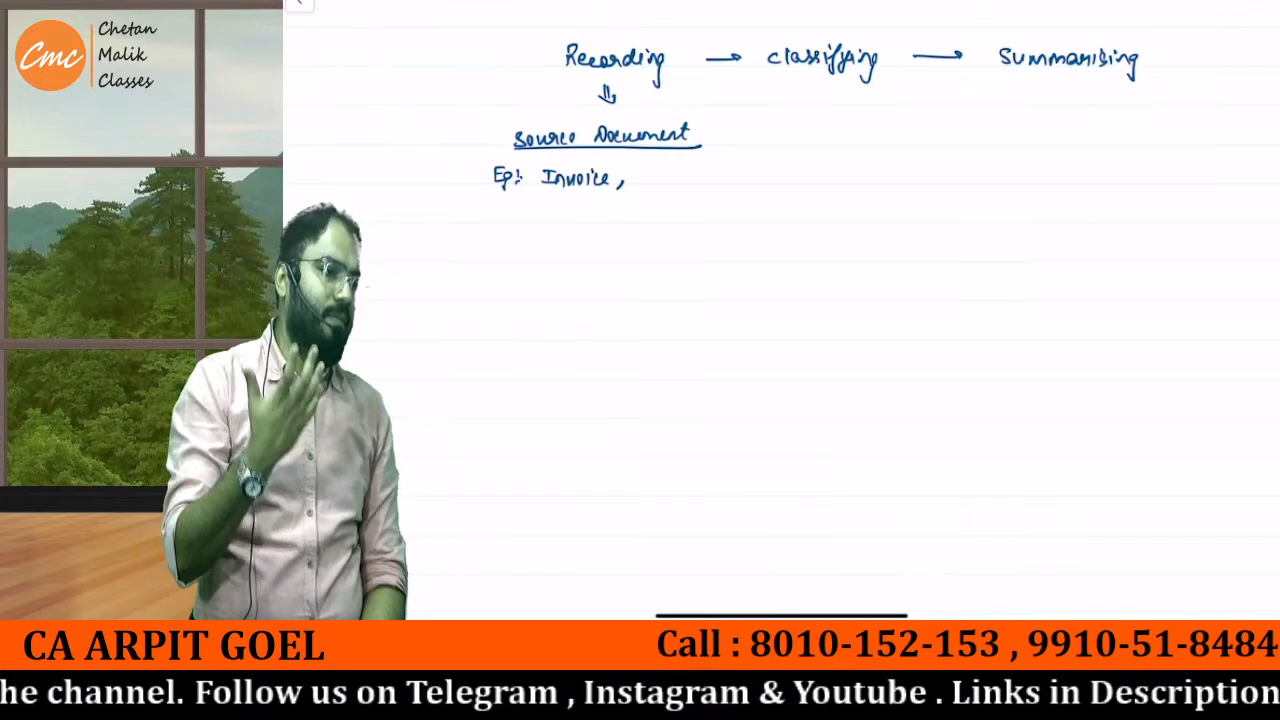 cmc
Chetan
Malik
Classes
Recording → classifying → Summarising
Source Document
Eg:- Invoice,
CA ARPIT GOEL
Call : 8010-152-153 , 9910-51-8484
he channel. Follow us on Telegram , Instagram & Youtube . Links in Description